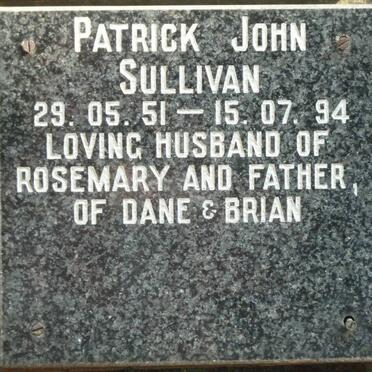 PATRICK JOHN
SULLIVAN
29. 05. 51 — 15. 07. 94
LOVING HUSBAND OF
ROSEMARY AND FATHER,
OF DANE & BRIAN